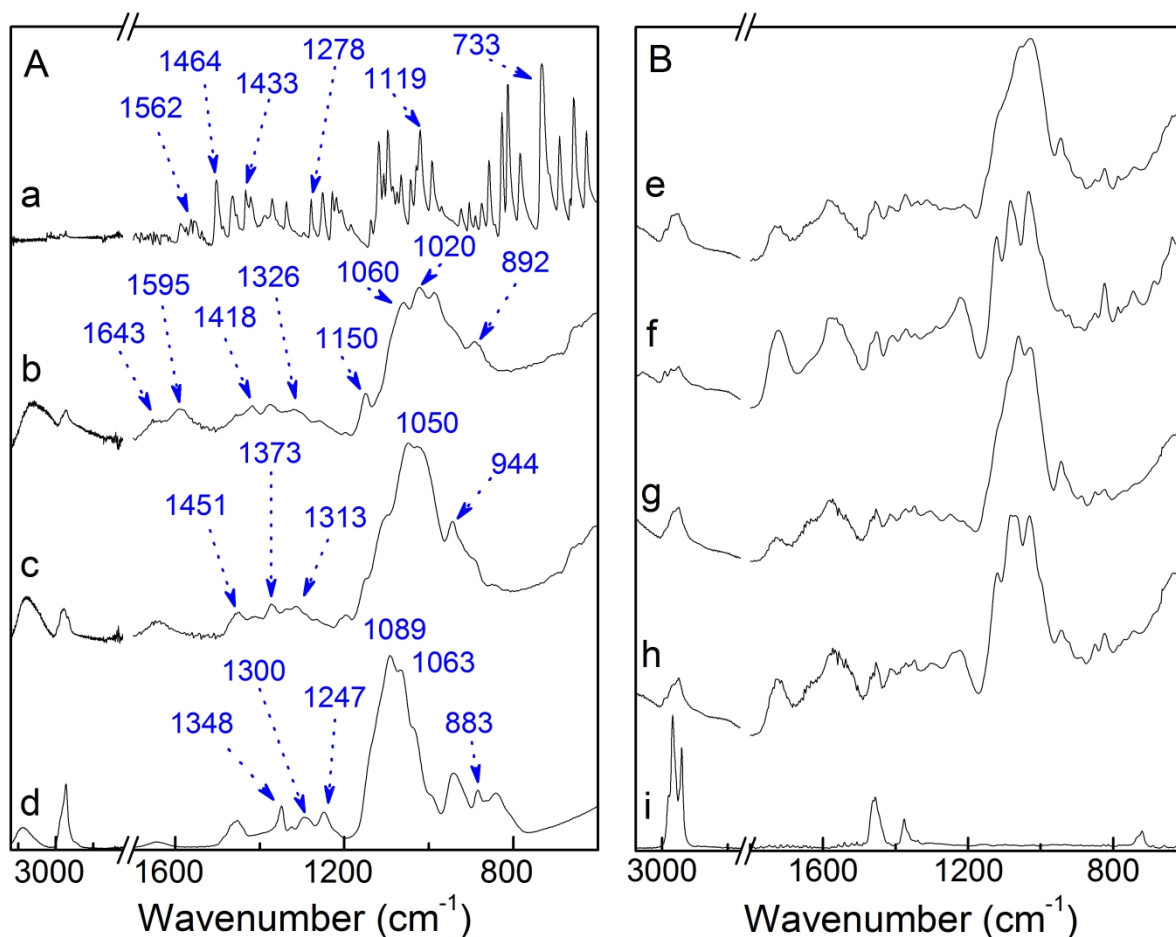 A
B
1464
1433
1278
1119
733
1562
a
e
1643
1595
1418
1326
1150
1060
1020
892
b
f
1451
1373
1313
1050
944
c
g
1348
1300
1247
1089
1063
883
d
h
i
3000 1600 1200 800
3000 1600 1200 800
Wavenumber (cm⁻¹)
Wavenumber (cm⁻¹)